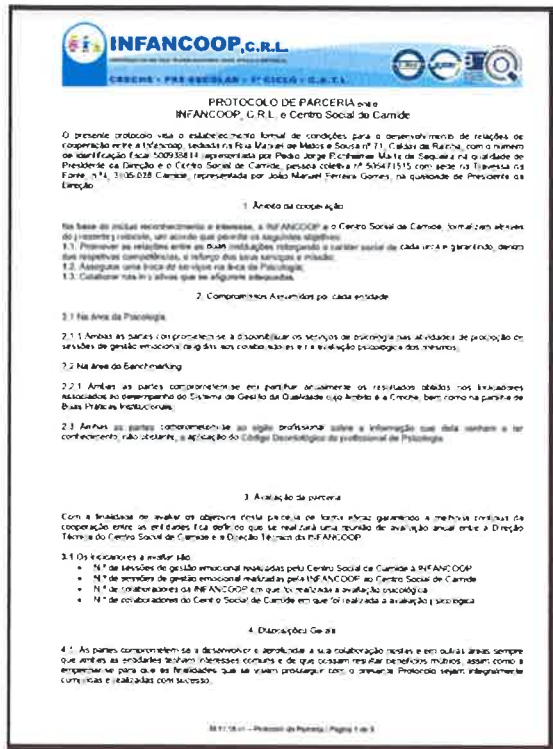 INFANCOOP, C.R.L.
CRECHE • PRÉ-ESCOLAR • 1º CICLO • C.A.T.L.
PROTOCOLO DE PARCERIA entre
INFANCOOP, C.R.L. e Centro Social do Carnide
O presente protocolo visa o estabelecimento formal de condições para o desenvolvimento de relações de
cooperação entre a Infancoop, sediada na Rua Manuel de Matos e Sousa nº 71, Caldas da Rainha, com o número
de identificação fiscal representada por Pedro Jorge Marta de Sequeira na qualidade de
Presidente da Direção e o Centro Social de Carnide, pessoa coletiva nº com sede na Travessa da
Fonte, Carnide, representada por João Manuel Ferreira Gomes, na qualidade de Presidente da
Direção.
1. Âmbito da cooperação
Na base do mútuo reconhecimento e interesse, a INFANCOOP e o Centro Social de Carnide, formalizam através
do presente protocolo, um acordo que permite os seguintes objetivos:
1.1. Promover as relações entre as duas instituições reforçando o caráter social de cada uma e garantindo, dentro
das respetivas competências, o reforço dos seus serviços e missão;
1.2. Assegurar uma troca de serviços na área da Psicologia;
1.3. Colaborar nas iniciativas que se afigurem adequadas.
2. Compromissos Assumidos por cada entidade
2.1 Na área da Psicologia
2.1.1 Ambas as partes comprometem-se a disponibilizar os serviços de psicologia nas atividades de promoção de
sessões de gestão emocional dirigidas aos colaboradores e na avaliação psicológica dos mesmos;
2.2 Na área do Benchmarking
2.2.1 Ambas as partes comprometem-se em partilhar anualmente os resultados obtidos nos Indicadores
associados ao desempenho do Sistema de Gestão da Qualidade cujo âmbito é a Creche, bem como na partilha de
Boas Práticas Institucionais;
2.3 Ambas as partes comprometem-se ao sigilo profissional sobre a informação que dela venham a ter
conhecimento, não obstante, a aplicação do Código Deontológico do profissional de Psicologia.
3. Avaliação da parceria
Com a finalidade de avaliar os objetivos desta parceria de forma eficaz garantindo a melhoria contínua da
cooperação entre as entidades fica definido que se realizará uma reunião de avaliação anual entre a Direção
Técnica do Centro Social de Carnide e a Direção Técnica da INFANCOOP.
3.1 Os indicadores a avaliar são:
• N.º de sessões de gestão emocional realizadas pelo Centro Social de Carnide à INFANCOOP
• N.º de sessões de gestão emocional realizadas pela INFANCOOP ao Centro Social de Carnide
• N.º de colaboradores da INFANCOOP em que foi realizada a avaliação psicológica
• N.º de colaboradores do Centro Social de Carnide em que foi realizada a avaliação psicológica
4. Disposições Gerais
4.1. As partes comprometem-se a desenvolver e aprofundar a sua colaboração nestas e em outras áreas sempre
que ambas as entidades tenham interesses comuns e de que possam resultar benefícios mútuos, assim como a
empenhar-se para que as finalidades que se visam prosseguir com o presente Protocolo sejam integralmente
cumpridas e realizadas com sucesso.
– Protocolo de Parceria | Página 1 de 3